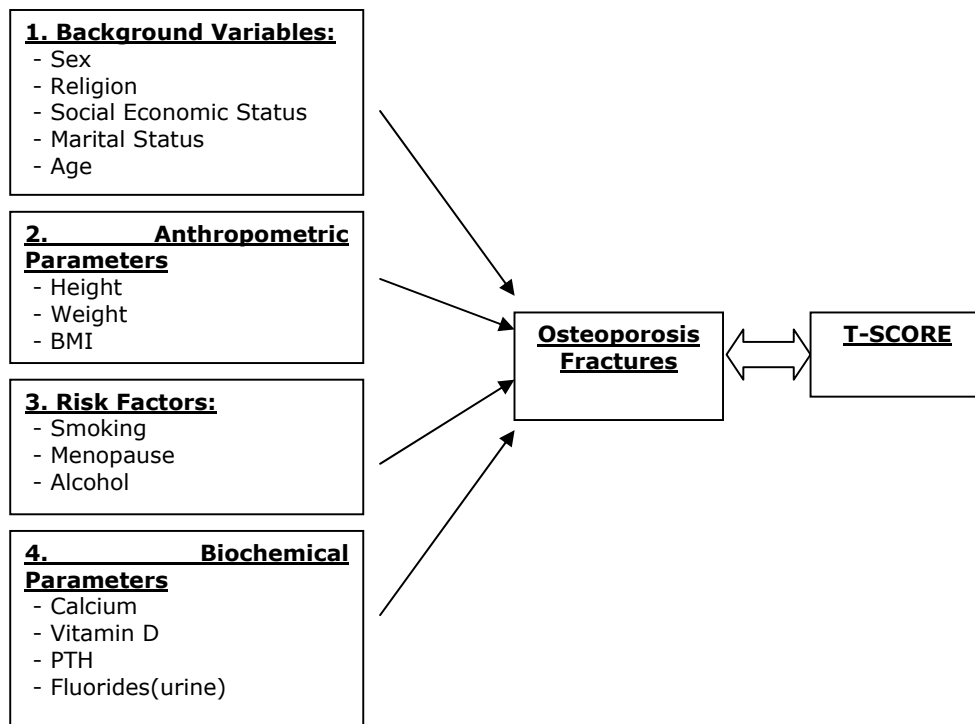 1. Background Variables:
- Sex
- Religion
- Social Economic Status
- Marital Status
- Age
2. Anthropometric
Parameters
- Height
- Weight
- BMI
3. Risk Factors:
- Smoking
- Menopause
- Alcohol
4. Biochemical
Parameters
- Calcium
- Vitamin D
- PTH
- Fluorides(urine)
Osteoporosis
Fractures
T-SCORE